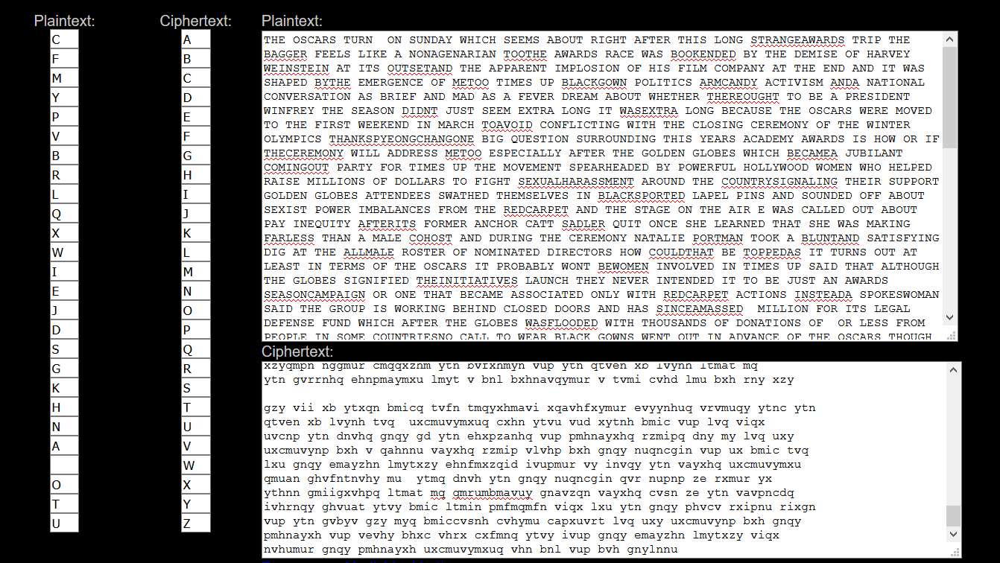 Plaintext: Ciphertext:
C A
F B
M C
Y D
P E
V F
B G
R H
L I
Q J
X K
W L
I M
E N
J O
D P
S Q
G R
K S
H T
N U
A V
W
O X
T Y
U Z
Plaintext:
THE OSCARS TURN  ON SUNDAY WHICH SEEMS ABOUT RIGHT AFTER THIS LONG STRANGEAWARDS TRIP THE
BAGGER FEELS LIKE A NONAGENARIAN TOOTHE AWARDS RACE WAS BOOKENDED BY THE DEMISE OF HARVEY
WEINSTEIN AT ITS OUTSETAND THE APPARENT IMPLOSION OF HIS FILM COMPANY AT THE END AND IT WAS
SHAPED BYTHE EMERGENCE OF METOO TIMES UP BLACKGOWN POLITICS ARMCANDY ACTIVISM ANDA NATIONAL
CONVERSATION AS BRIEF AND MAD AS A FEVER DREAM ABOUT WHETHER THEREOUGHT TO BE A PRESIDENT
WINFREY THE SEASON DIDNT JUST SEEM EXTRA LONG IT WASEXTRA LONG BECAUSE THE OSCARS WERE MOVED
TO THE FIRST WEEKEND IN MARCH TOAVOID CONFLICTING WITH THE CLOSING CEREMONY OF THE WINTER
OLYMPICS THANKSPYEONGCHANGONE BIG QUESTION SURROUNDING THIS YEARS ACADEMY AWARDS IS HOW OR IF
THECEREMONY WILL ADDRESS METOO ESPECIALLY AFTER THE GOLDEN GLOBES WHICH BECAMEA JUBILANT
COMINGOUT PARTY FOR TIMES UP THE MOVEMENT SPEARHEADED BY POWERFUL HOLLYWOOD WOMEN WHO HELPED
RAISE MILLIONS OF DOLLARS TO FIGHT SEXUALHARASSMENT AROUND THE COUNTRYSIGNALING THEIR SUPPORT
GOLDEN GLOBES ATTENDEES SWATHED THEMSELVES IN BLACKSPORTED LAPEL PINS AND SOUNDED OFF ABOUT
SEXIST POWER IMBALANCES FROM THE REDCARPET AND THE STAGE ON THE AIR E WAS CALLED OUT ABOUT
PAY INEQUITY AFTERITS FORMER ANCHOR CATT SADLER QUIT ONCE SHE LEARNED THAT SHE WAS MAKING
FARLESS THAN A MALE COHOST AND DURING THE CEREMONY NATALIE PORTMAN TOOK A BLUNTAND SATISFYING
DIG AT THE ALLMALE ROSTER OF NOMINATED DIRECTORS HOW COULDTHAT BE TOPPEDAS IT TURNS OUT AT
LEAST IN TERMS OF THE OSCARS IT PROBABLY WONT BEWOMEN INVOLVED IN TIMES UP SAID THAT ALTHOUGH
THE GLOBES SIGNIFIED THEINITIATIVES LAUNCH THEY NEVER INTENDED IT TO BE JUST AN AWARDS
SEASONCAMPAIGN OR ONE THAT BECAME ASSOCIATED ONLY WITH REDCARPET ACTIONS INSTEADA SPOKESWOMAN
SAID THE GROUP IS WORKING BEHIND CLOSED DOORS AND HAS SINCEAMASSED  MILLION FOR ITS LEGAL
DEFENSE FUND WHICH AFTER THE GLOBES WASFLOODED WITH THOUSANDS OF DONATIONS OF  OR LESS FROM
PEOPLE IN SOME COUNTRIESNO CALL TO WEAR BLACK GOWNS WENT OUT IN ADVANCE OF THE OSCARS THOUGH
Ciphertext:
xzyqmpn nggmur cmqqxzhm ytn bvfxhmyn vup ytn qtven xb lvynh ltmat mq
ytn gvrrnhq ehnpmaymxu lmyt v bnl bxhnavqymur v tvmi cvhd lmu bxh rny xzy
gzy vii xb ytxqn bmicq tvfn tmqyxhmavi xqavhfxymur evyynhuq vrvmuqy ytnc ytn
qtven xb lvynh tvq  uxcmuvymxuq cxhn ytvu vud xytnh bmic vup lvq viqx
uvcnp ytn dnvhq gnqy gd ytn ehxpzanhq vup pmhnayxhq rzmipq dny my lvq uxy
uxcmuvynp bxh v qahnnu vayxhq rzmip vlvhp bxh gnqy nuqncgin vup ux bmic tvq
lxu gnqy emayzhn lmytxzy ehnfmxzqid ivupmur vy invqy ytn vayxhq uxcmuvymxu
qmuan ghvfntnvhy mu  ytmq dnvh ytn gnqy nuqncgin qvr nupnp ze rxmur yx
ythnn gmiigxvhpq ltmat mq qmrumbmavuy gnavzqn vayxhq cvsn ze ytn vavpncdq
ivhrnqy ghvuat ytvy bmic ltmin pmfmqmfn viqx lxu ytn gnqy phvcv rxipnu rixgn
vup ytn gvbyv gzy myq bmiccvsnh cvhymu capxuvrt lvq uxy uxcmuvynp bxh gnqy
pmhnayxh vup vevhy bhxc vhrx cxfmnq ytvy ivup gnqy emayzhn lmytxzy viqx
nvhumur gnqy pmhnayxh uxcmuvymxuq vhn bnl vup bvh gnylnnu